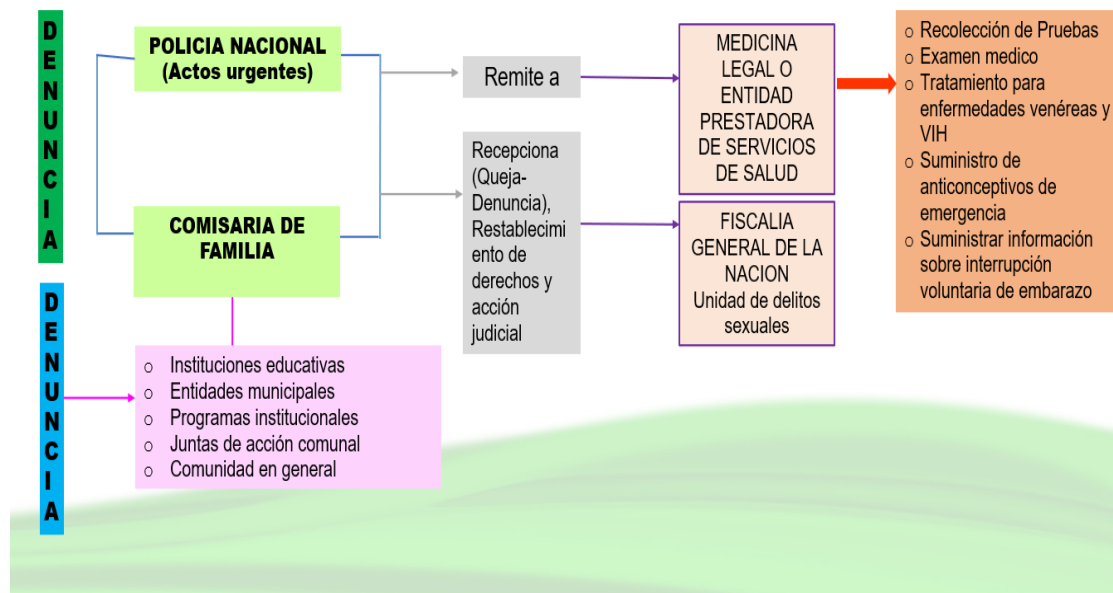 DENUNCIA
POLICIA NACIONAL
(Actos urgentes)
COMISARIA DE
FAMILIA
Remite a
Recepciona
(Queja-
Denuncia),
Restablecimi
ento de
derechos y
acción
judicial
MEDICINA
LEGAL O
ENTIDAD
PRESTADORA
DE SERVICIOS
DE SALUD
FISCALIA
GENERAL DE LA
NACION
Unidad de delitos
sexuales
o Recolección de Pruebas
o Examen medico
o Tratamiento para
enfermedades venéreas y
VIH
o Suministro de
anticonceptivos de
emergencia
o Suministrar información
sobre interrupción
voluntaria de embarazo
DENUNCIA
o Instituciones educativas
o Entidades municipales
o Programas institucionales
o Juntas de acción comunal
o Comunidad en general